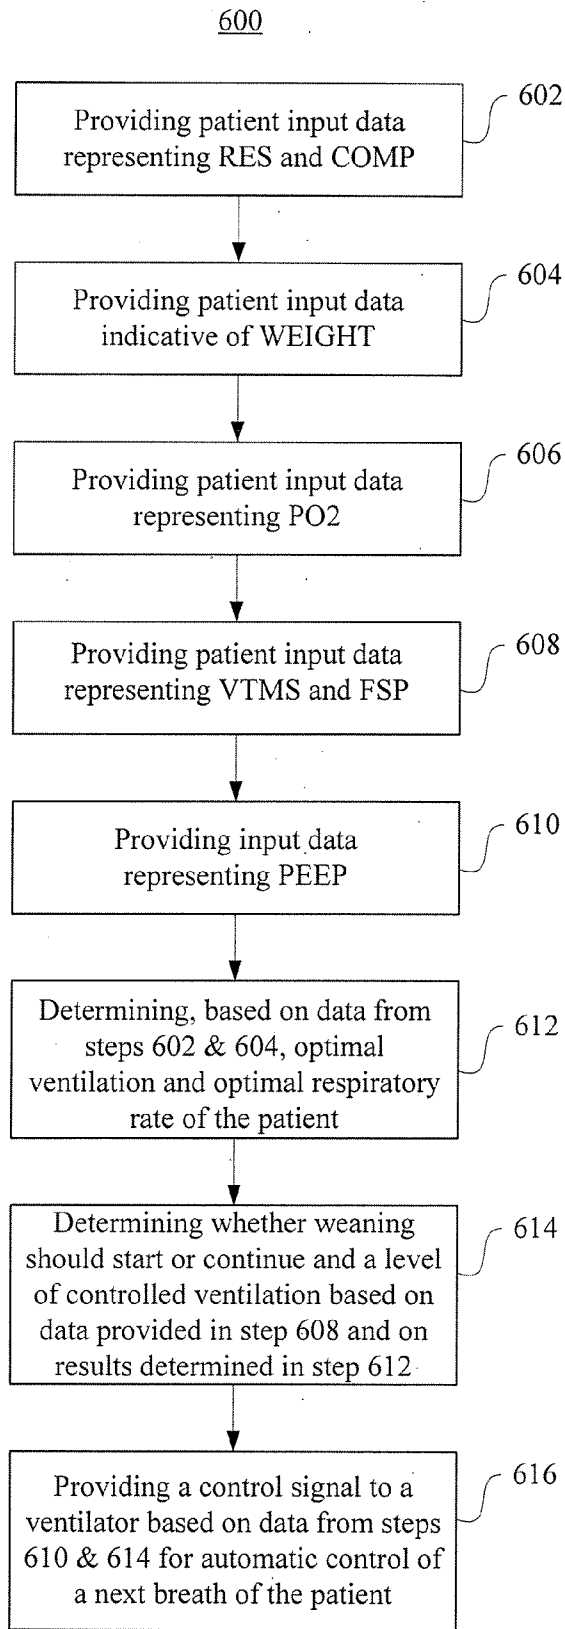 600
602
Providing patient input data
representing RES and COMP
604
Providing patient input data
indicative of WEIGHT
606
Providing patient input data
representing PO2
608
Providing patient input data
representing VTMS and FSP
610
Providing input data
representing PEEP
612
Determining, based on data from
steps 602 & 604, optimal
ventilation and optimal respiratory
rate of the patient
614
Determining whether weaning
should start or continue and a level
of controlled ventilation based on
data provided in step 608 and on
results determined in step 612
616
Providing a control signal to a
ventilator based on data from steps
610 & 614 for automatic control of
a next breath of the patient